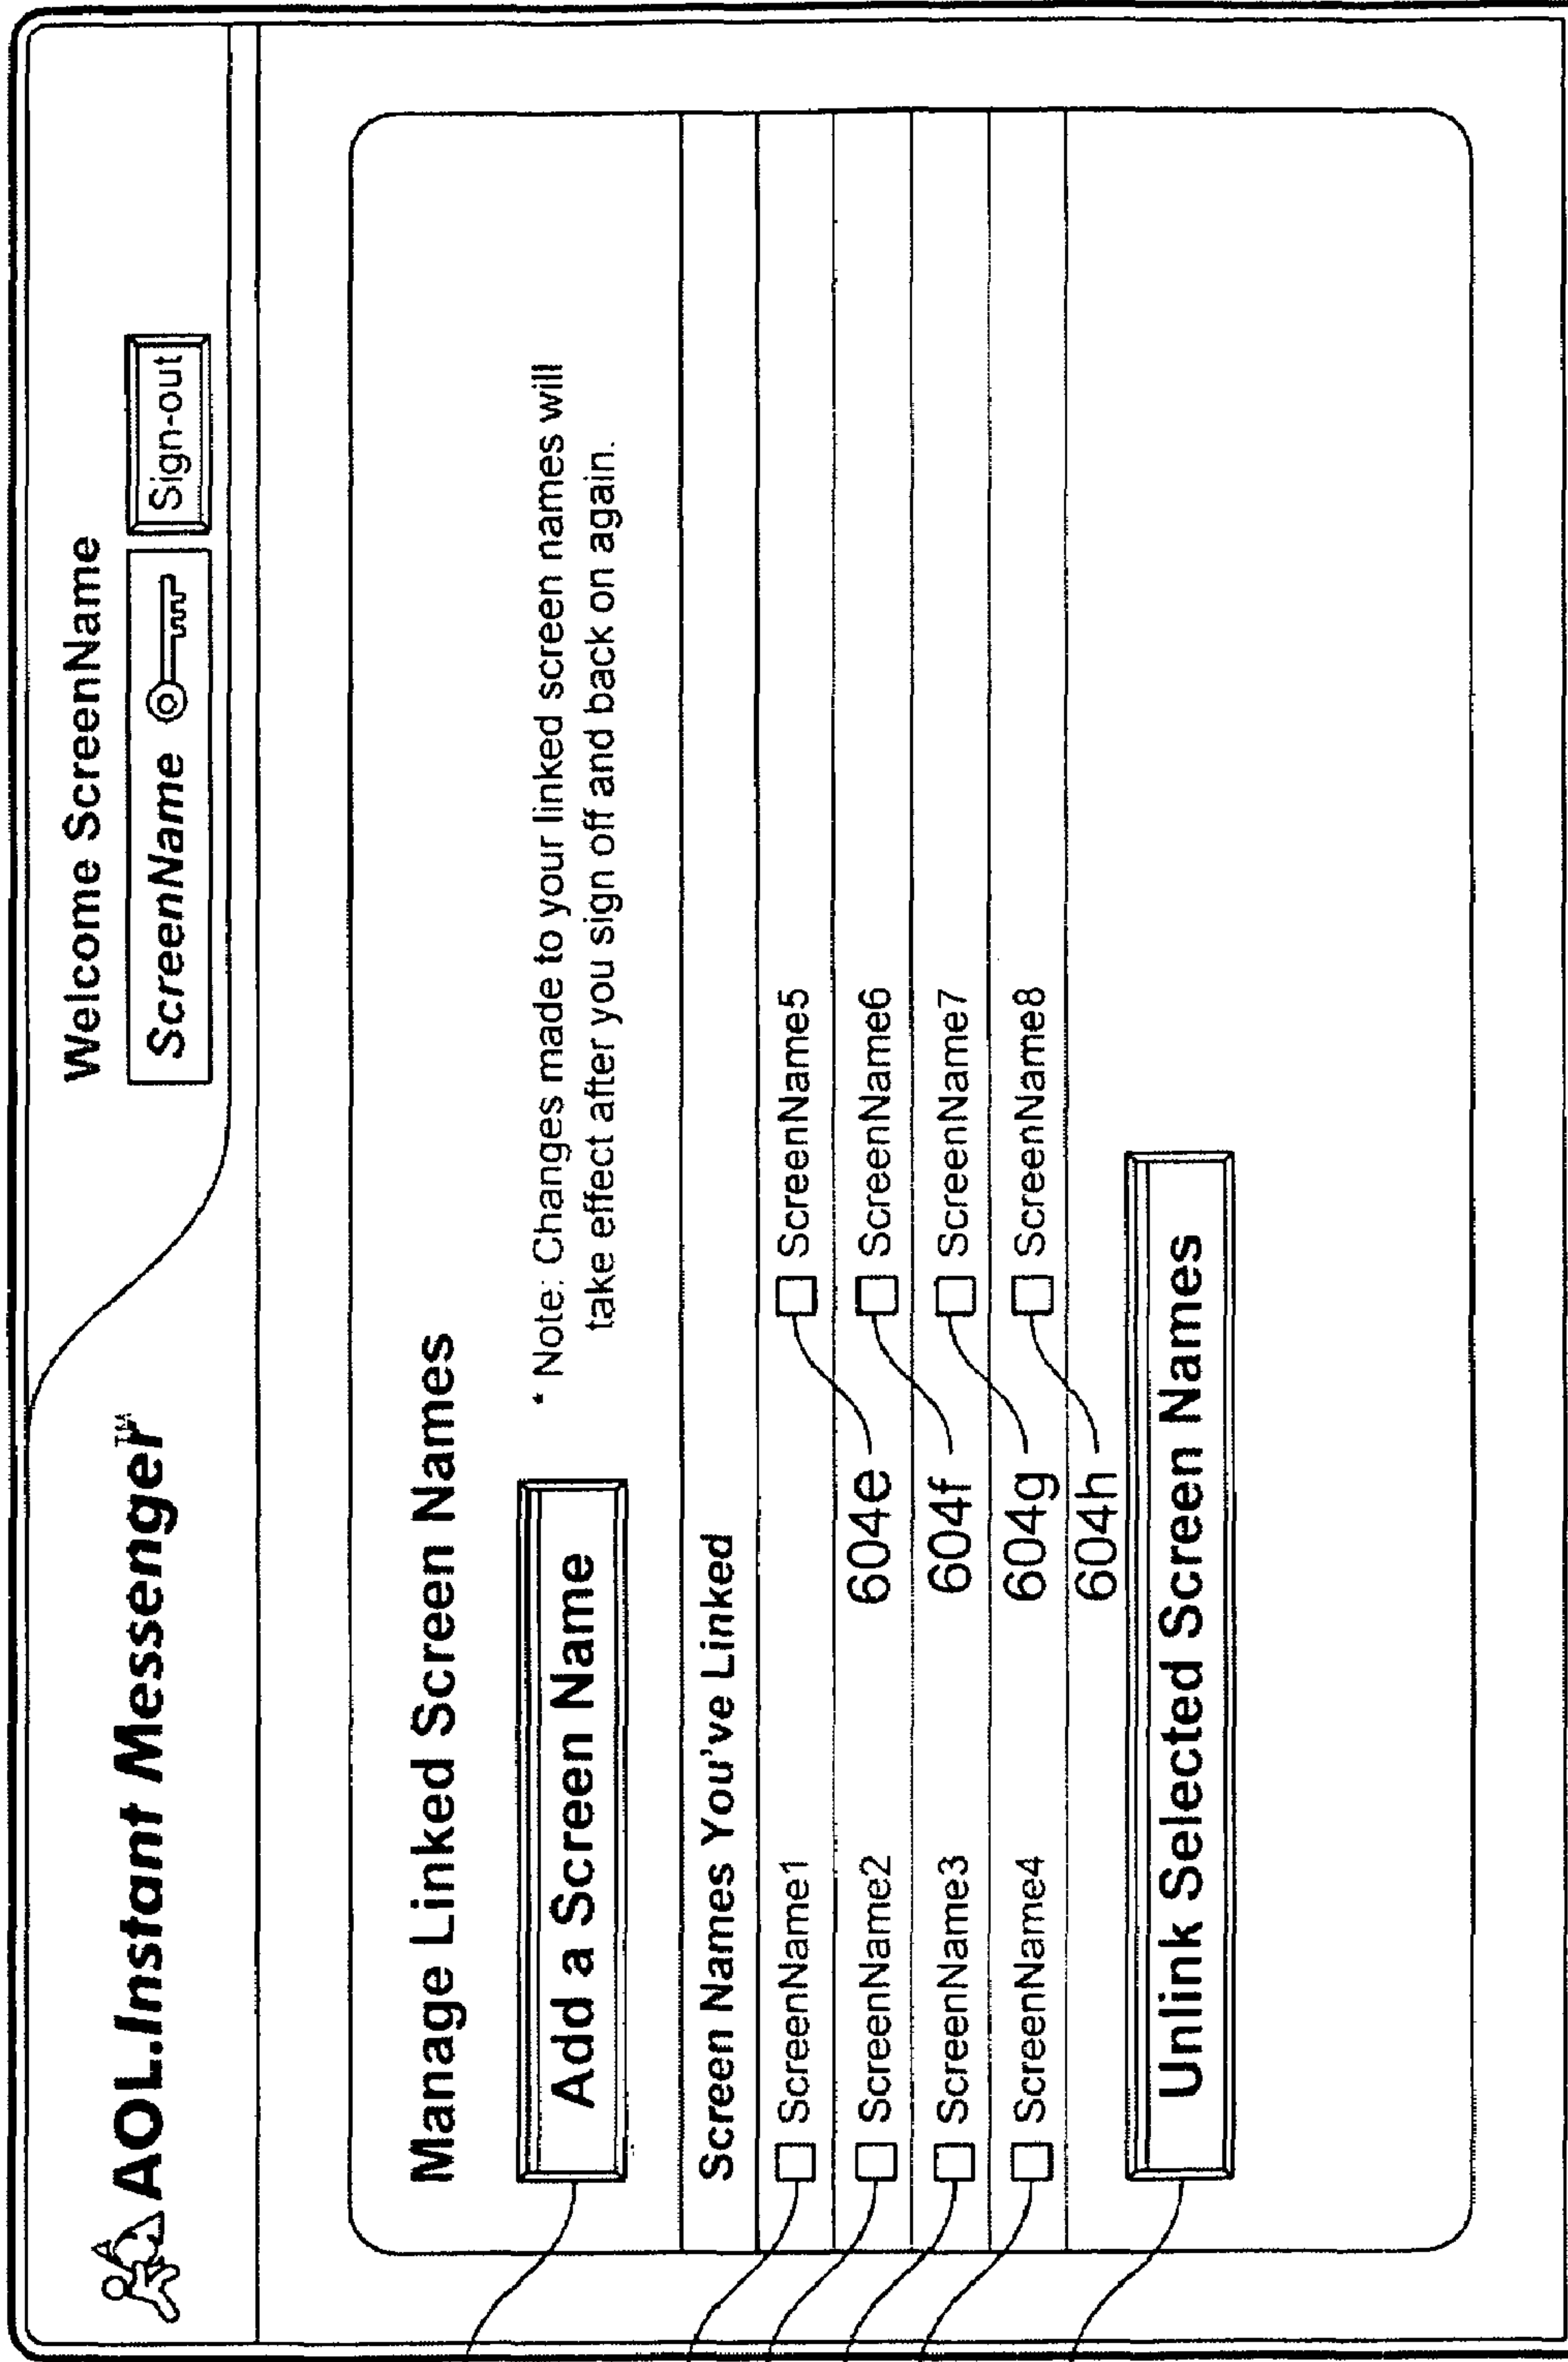 AOL.Instant Messenger™
Welcome ScreenName
ScreenName
Sign-out
Manage Linked Screen Names
Add a Screen Name
* Note: Changes made to your linked screen names will
take effect after you sign off and back on again.
Screen Names You've Linked
ScreenName1
ScreenName5
ScreenName2
604e
ScreenName6
ScreenName3
604f
ScreenName7
ScreenName4
604g
ScreenName8
604h
Unlink Selected Screen Names